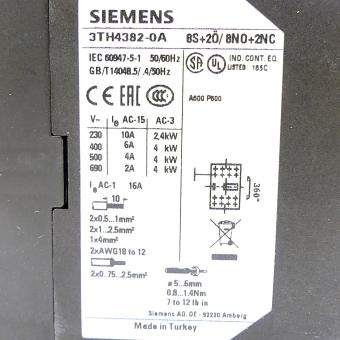 SIEMENS
3TH4382-0A 8S+2Ö/8NO+2NC
IEC 60947-5-1 50/60Hz
GB/T14048.5/.4/50Hz
IND. CONT. EQ.
LISTED 165C
A600 P600
V~ Ie AC-15 AC-3
230 10A 2,4kW
400 6A 4 kW
500 4A 4 kW
690 2A 4 kW
Ie AC-1 16A
360°
10
2x0.5...1mm²
2x1...2.5mm²
1x4mm²
2xAWG18 to 12
2x0.75...2.5mm²
ø 5...6mm
0.8...1.4Nm
7 to 12 lb in
Siemens AG, DE - 92220 Amberg
Made in Turkey